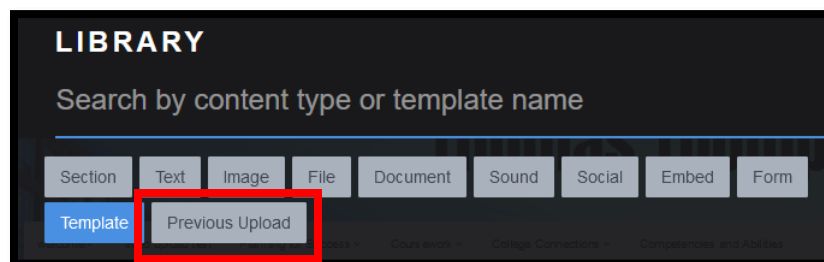 LIBRARY
Search by content type or template name
Section Text Image File Document Sound Social Embed Form
Template Previous Upload
Coursework College Connections Competencies and Abilities